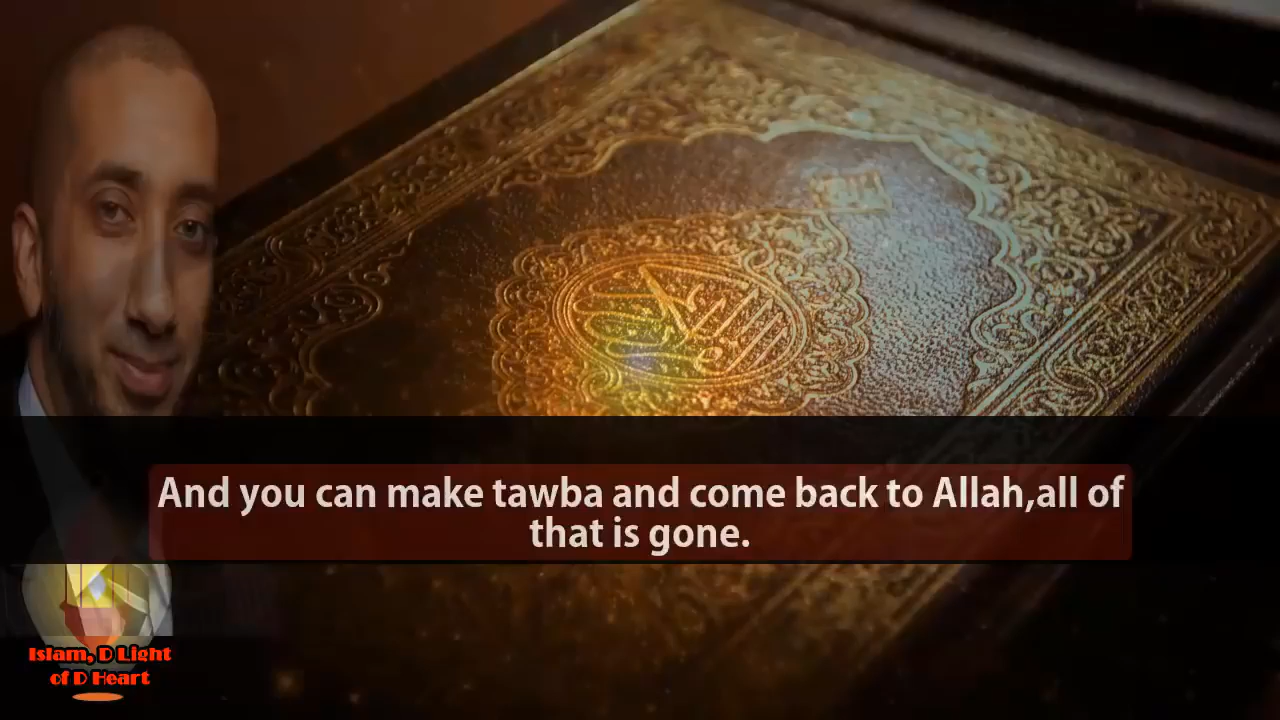 And you can make tawba and come back to Allah,all of
that is gone.
Islam, D Light
of D Heart